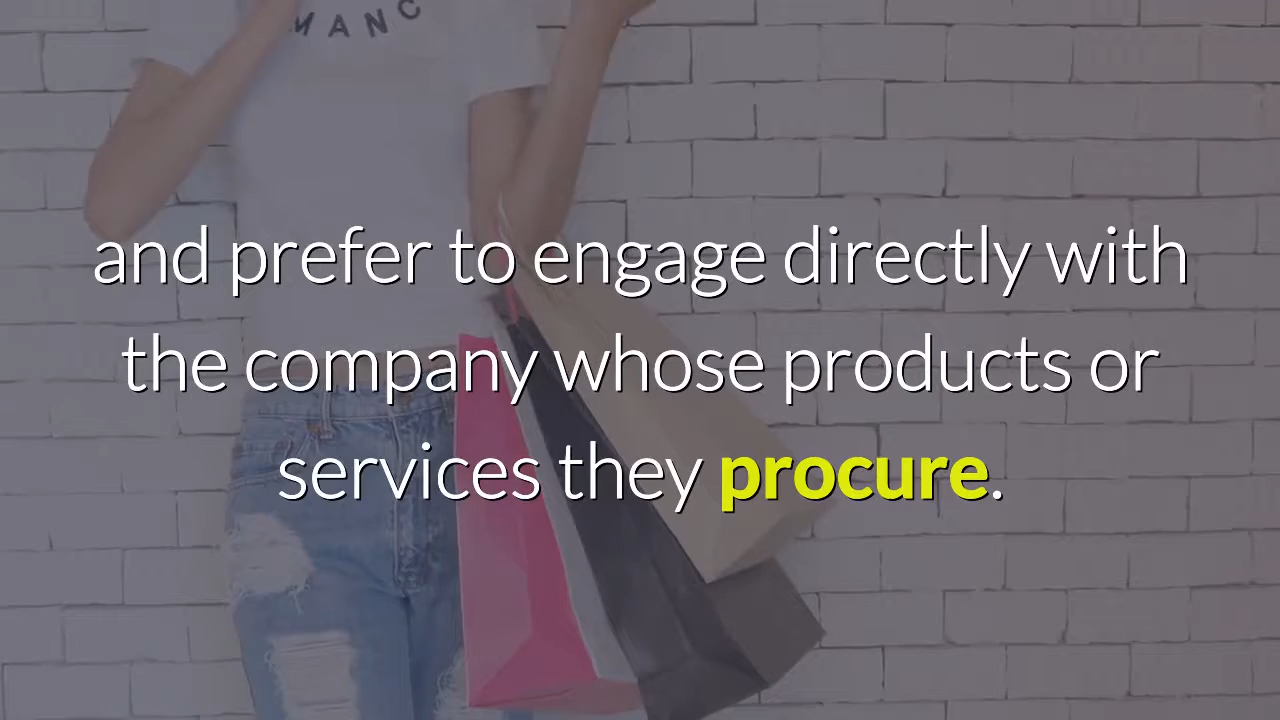 MANC
and prefer to engage directly with
the company whose products or
services they procure.